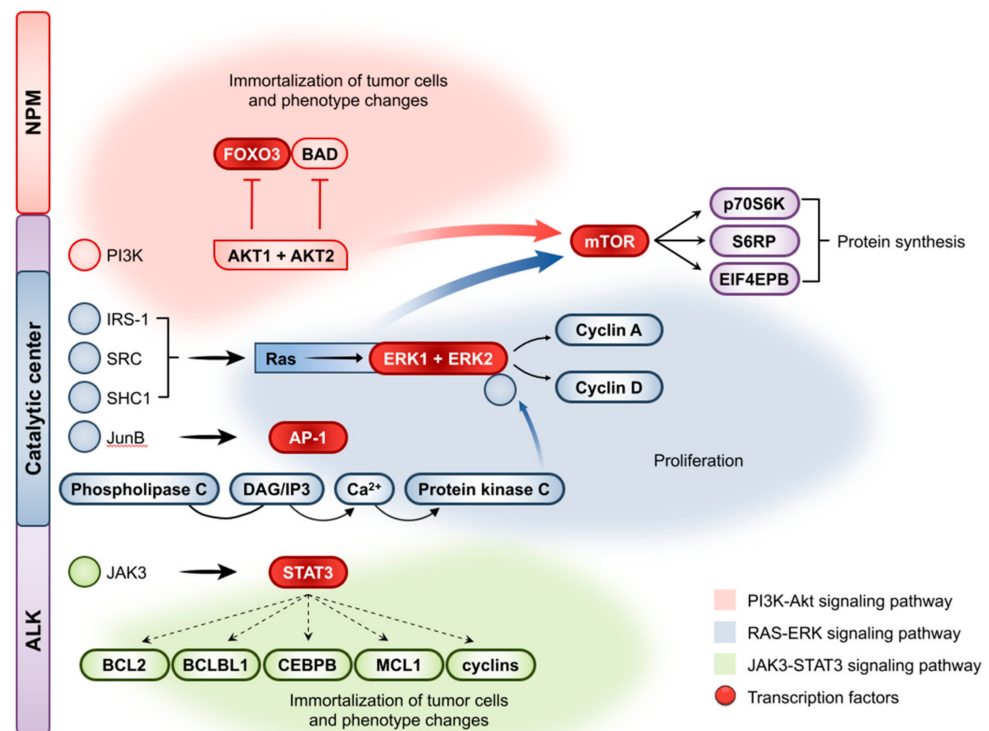 NPM
Catalytic center
ALK
Immortalization of tumor cells
and phenotype changes
FOXO3
BAD
AKT1 + AKT2
PI3K
mTOR
p70S6K
S6RP
EIF4EPB
Protein synthesis
IRS-1
SRC
SHC1
Ras
ERK1 + ERK2
Cyclin A
Cyclin D
JunB
AP-1
Proliferation
Phospholipase C
DAG/IP3
Ca²⁺
Protein kinase C
JAK3
STAT3
BCL2
BCLBL1
CEBPB
MCL1
cyclins
Immortalization of tumor cells
and phenotype changes
PI3K-Akt signaling pathway
RAS-ERK signaling pathway
JAK3-STAT3 signaling pathway
Transcription factors